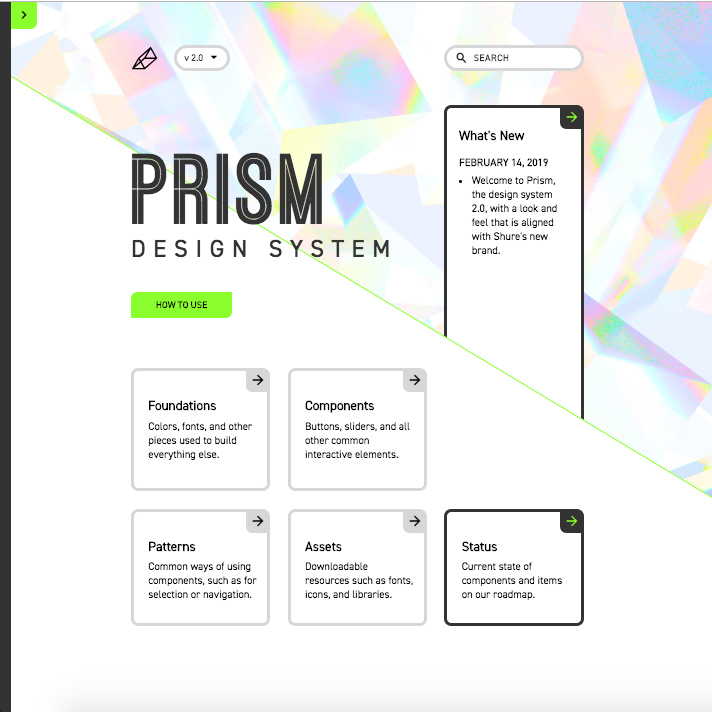 v 2.0
SEARCH
What's New
FEBRUARY 14, 2019
• Welcome to Prism,
the design system
2.0, with a look and
feel that is aligned
with Shure's new
brand.
PRISM
DESIGN SYSTEM
HOW TO USE
Foundations
Colors, fonts, and other
pieces used to build
everything else.
Components
Buttons, sliders, and all
other common
interactive elements.
Patterns
Common ways of using
components, such as for
selection or navigation.
Assets
Downloadable
resources such as fonts,
icons, and libraries.
Status
Current state of
components and items
on our roadmap.